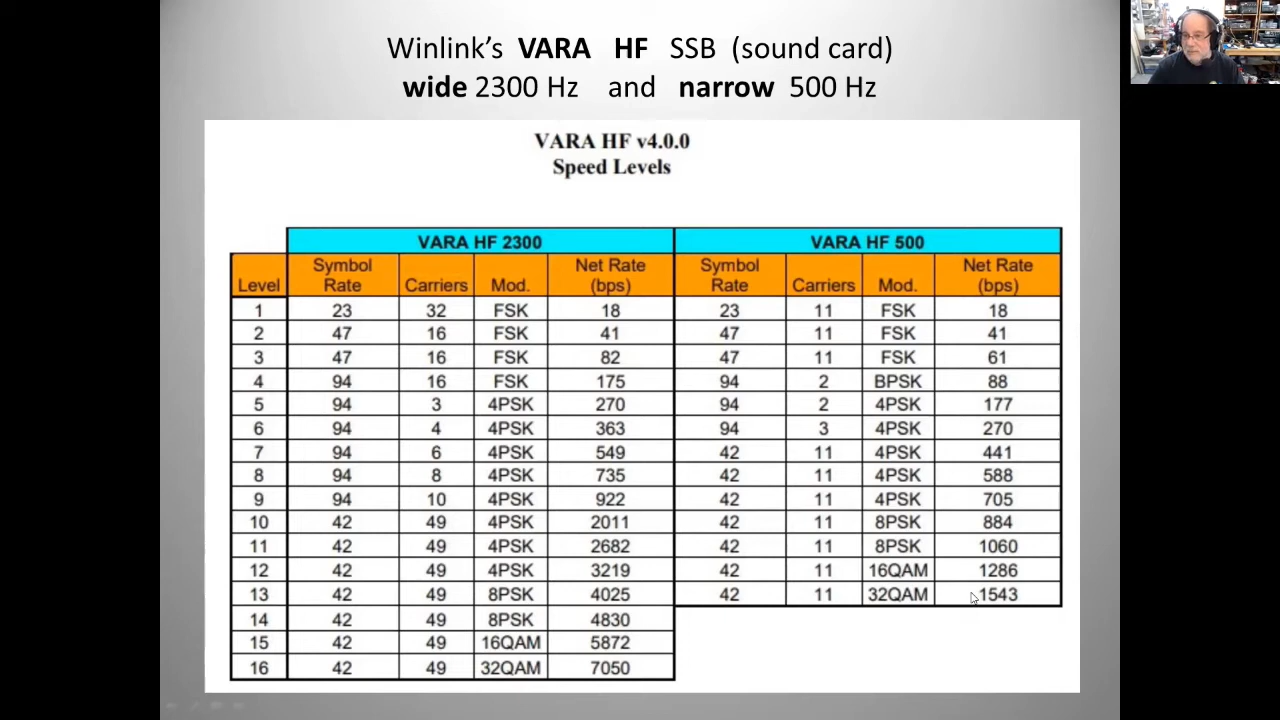 Winlink's VARA HF SSB (sound card)
wide 2300 Hz and narrow 500 Hz
VARA HF v4.0.0
Speed Levels
VARA HF 2300 VARA HF 500
Level Symbol Rate Carriers Mod. Net Rate (bps) Symbol Rate Carriers Mod. Net Rate (bps)
1 23 32 FSK 18 23 11 FSK 18
2 47 16 FSK 41 47 11 FSK 41
3 47 16 FSK 82 47 11 FSK 61
4 94 16 FSK 175 94 2 BPSK 88
5 94 3 4PSK 270 94 2 4PSK 177
6 94 4 4PSK 363 94 3 4PSK 270
7 94 6 4PSK 549 42 11 4PSK 441
8 94 8 4PSK 735 42 11 4PSK 588
9 94 10 4PSK 922 42 11 4PSK 705
10 42 49 4PSK 2011 42 11 8PSK 884
11 42 49 4PSK 2682 42 11 8PSK 1060
12 42 49 4PSK 3219 42 11 16QAM 1286
13 42 49 8PSK 4025 42 11 32QAM 1543
14 42 49 8PSK 4830
15 42 49 16QAM 5872
16 42 49 32QAM 7050